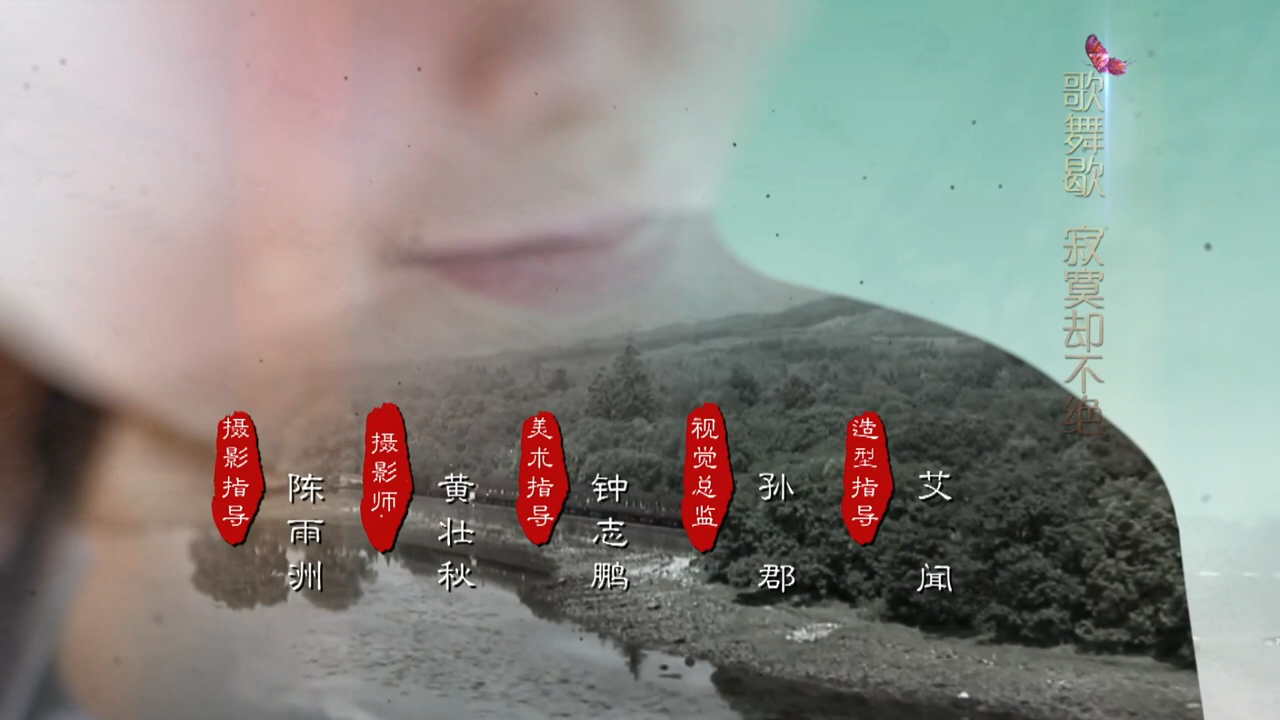 歌舞歇 寂寞却不绝
摄影指导
陈雨洲
摄影师
黄壮秋
美术指导
钟志鹏
视觉总监
孙郡
造型指导
艾闻